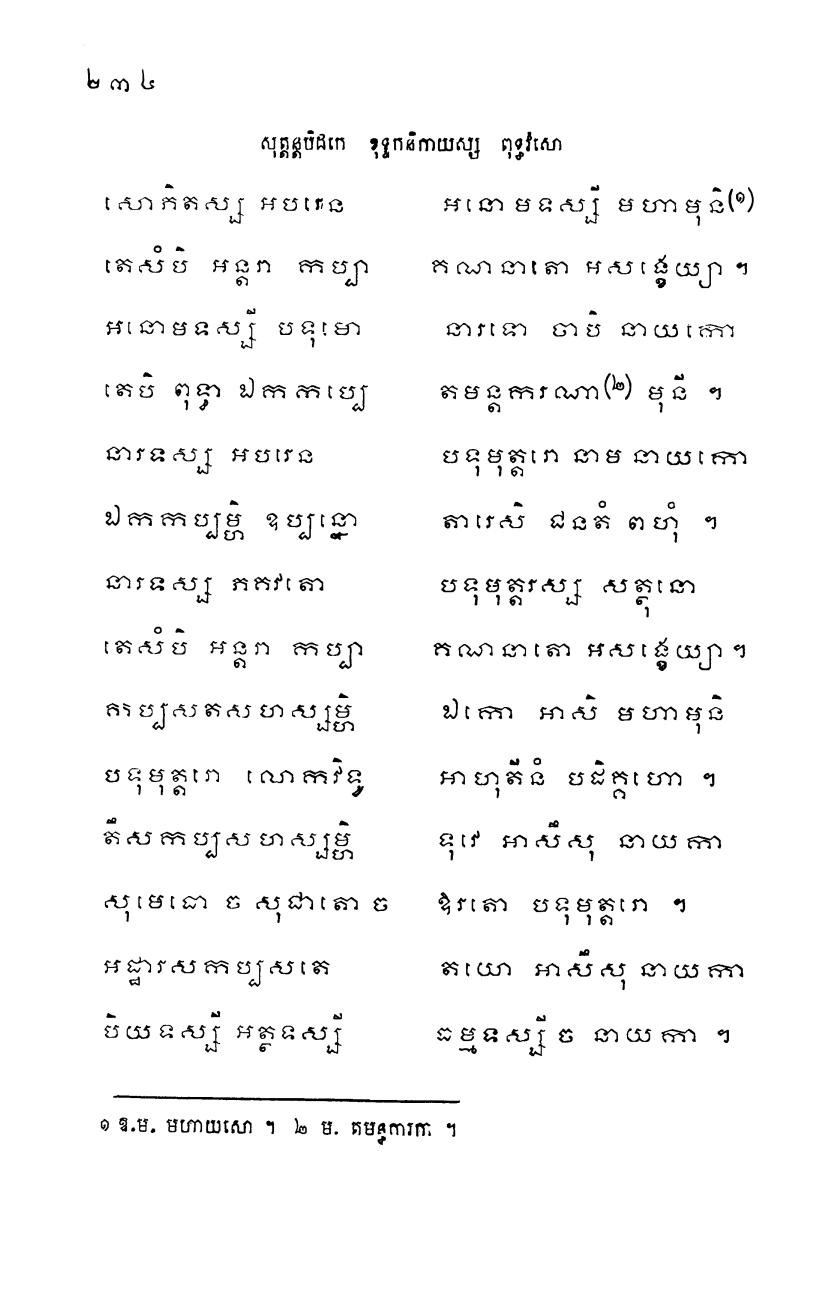 ២៣៤
សុត្តន្តបិដកេ ខុទ្ទកនិកាយស្ស ពុទ្ធវំសោ
សោភិតស្ស អបរេន អនោមទស្សី មហាមុនិ(១)
តេសំបិ អន្តរា កប្បា គណនាតោ អសង្ខេយ្យា ។
អនោមទស្សី បទុមោ នារទោ ចាបិ នាយកោ
តេបិ ពុទ្ធា ឯកកប្បេ តមន្តករណា(២) មុនី ។
នារទស្ស អបរេន បទុមុត្តរោ នាម នាយកោ
ឯកកប្បម្ហិ ឧប្បន្នោ តារេសិ ជនតំ ពហុំ ។
នារទស្ស ភគវតោ បទុមុត្តរស្ស សត្ថុនោ
តេសំបិ អន្តរា កប្បា គណនាតោ អសង្ខេយ្យា ។
កប្បសតសហស្សម្ហិ ឯកោ អាសិ មហាមុនិ
បទុមុត្តរោ លោកវិទូ អាហុតីនំ បដិគ្គហោ ។
តឹសកប្បសហស្សម្ហិ ទុវេ អាសឹសុ នាយកា
សុមេធោ ច សុជាតោ ច ឱរតោ បទុមុត្តរោ ។
អដ្ឋារសកប្បសតេ តយោ អាសឹសុ នាយកា
បិយទស្សី អត្ថទស្សី ធម្មទស្សី ច នាយកា ។
១ ឱ.ម. មហាយសោ ។ ២ ម. តមន្តការកា ។